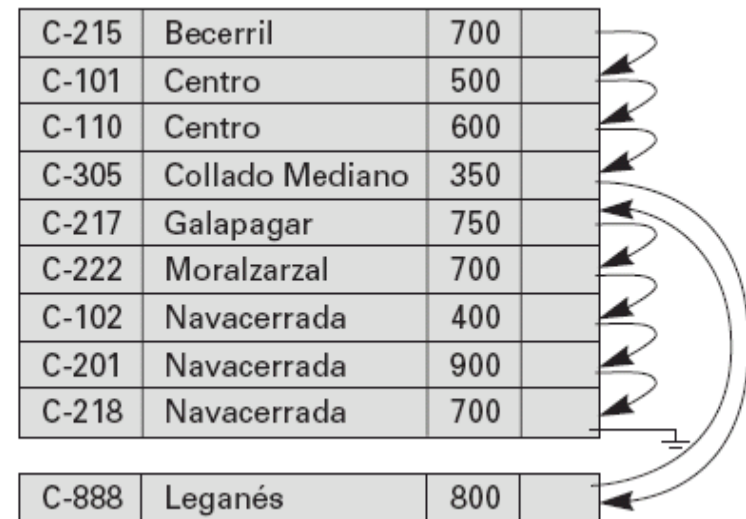 C-215 Becerril 700
C-101 Centro 500
C-110 Centro 600
C-305 Collado Mediano 350
C-217 Galapagar 750
C-222 Moralzarzal 700
C-102 Navacerrada 400
C-201 Navacerrada 900
C-218 Navacerrada 700
C-888 Leganés 800